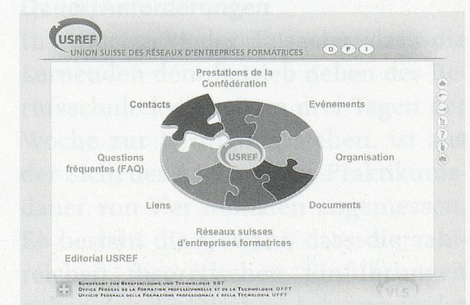 USREF
UNION SUISSE DES RÉSEAUX D'ENTREPRISES FORMATRICES
D F I
Prestations de la
Confédération
Contacts
Evénements
Questions
fréquentes (FAQ)
USREF
Organisation
Liens
Documents
Réseaux suisses
d'entreprises formatrices
Editorial USREF
BUNDESAMT FÜR BERUFSBILDUNG UND TECHNOLOGIE BBT
OFFICE FÉDÉRAL DE LA FORMATION PROFESSIONNELLE ET DE LA TECHNOLOGIE OFFT
UFFICIO FEDERALE DELLA FORMAZIONE PROFESSIONALE E DELLA TECNOLOGIA UFFT